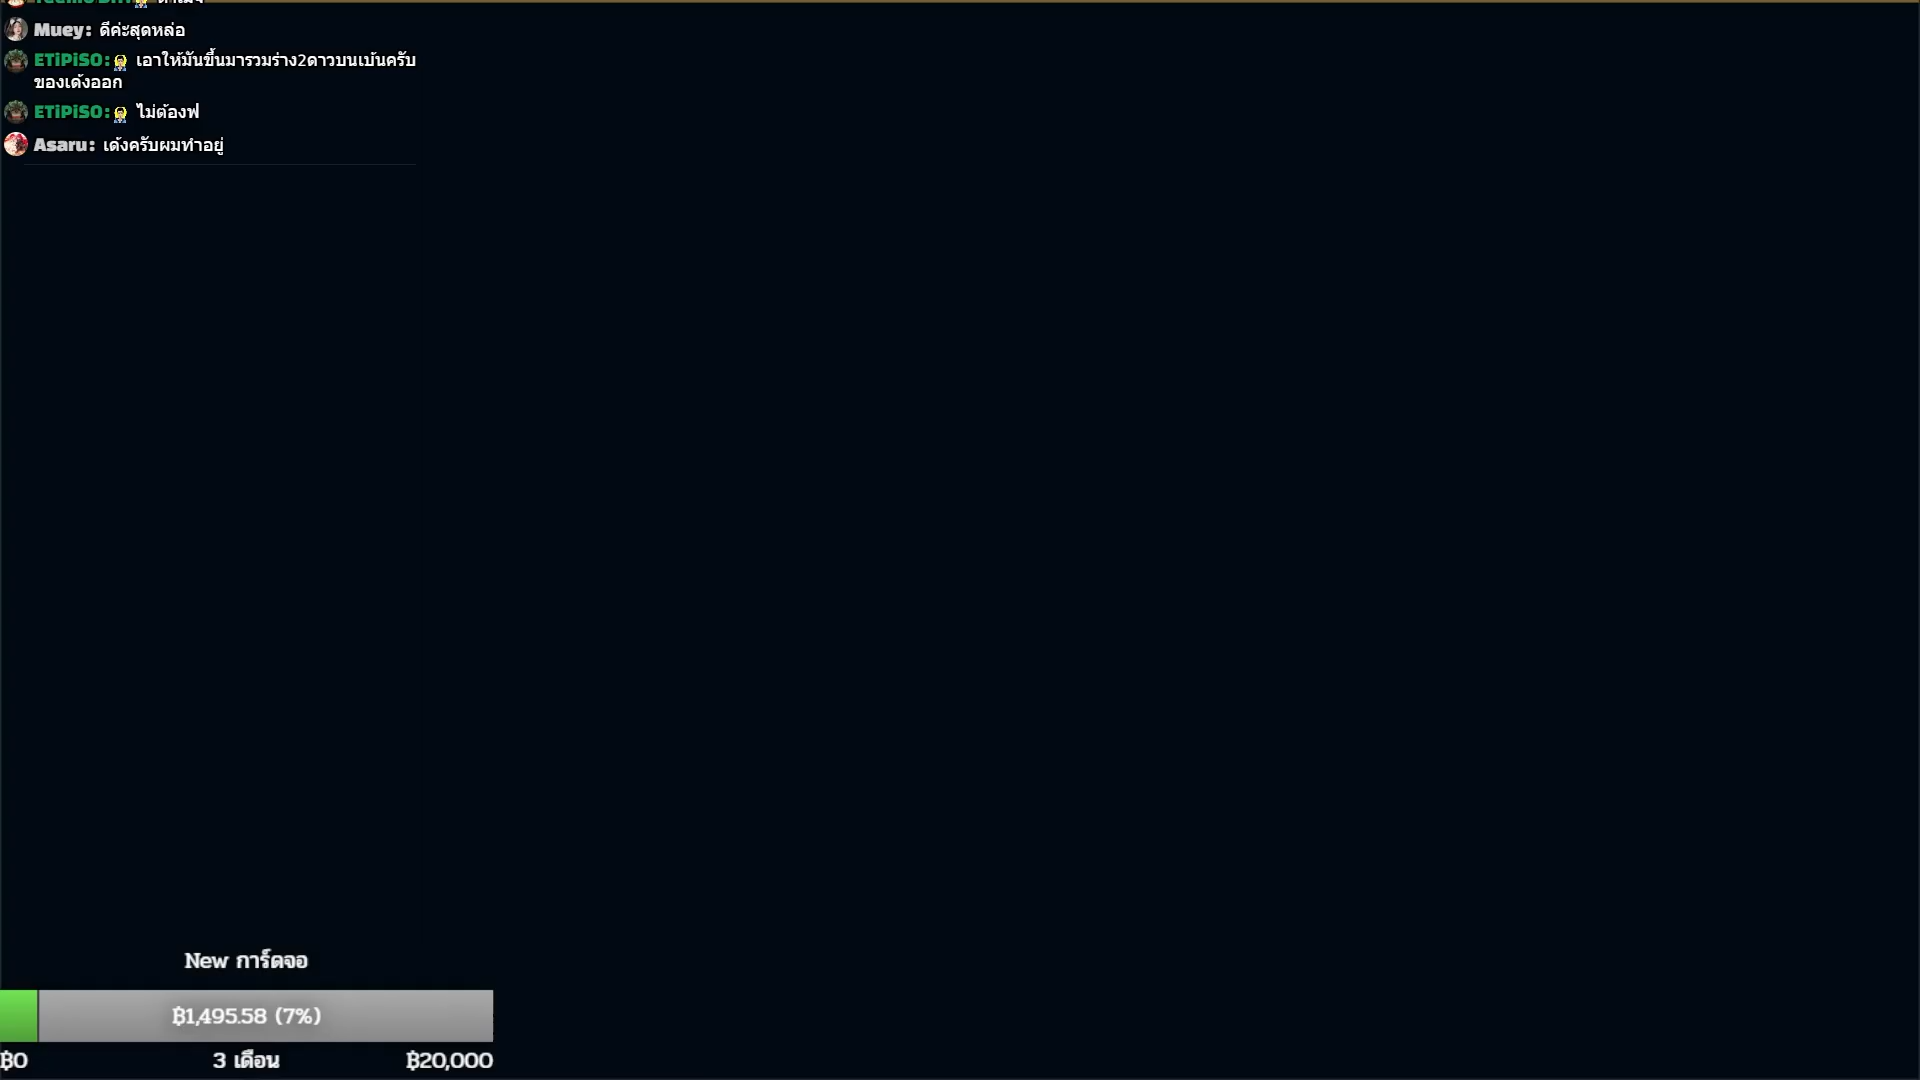 Muey: ดีค่ะสุดหล่อ
ETiPiSO: เอาให้มันขึ้นมารวมร่าง2ดาวบนเบ้นครับ
ของเด้งออก
ETiPiSO: ไม่ต้องฟ
Asaru: เด้งครับผมทำอยู่
New การ์ดจอ
฿1,495.58 (7%)
฿0 3 เดือน ฿20,000